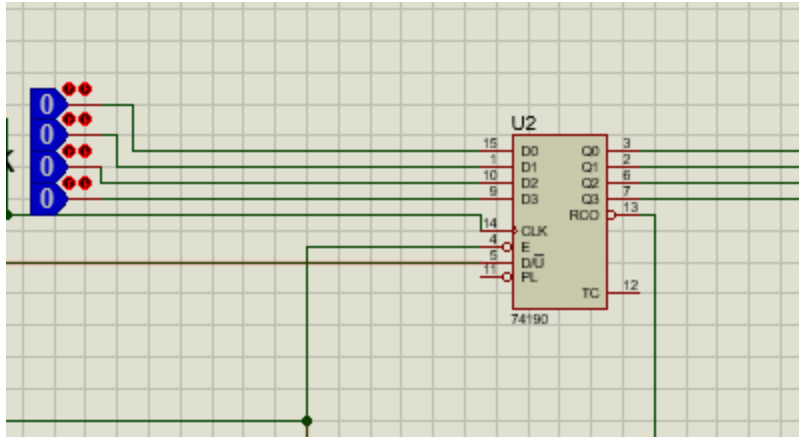 U2
0
0
0
0
15 D0 Q0 3
1 D1 Q1 2
10 D2 Q2 6
9 D3 Q3 7
RCO 13
14 CLK
4 E
5 D/U̅
11 PL
TC 12
74190